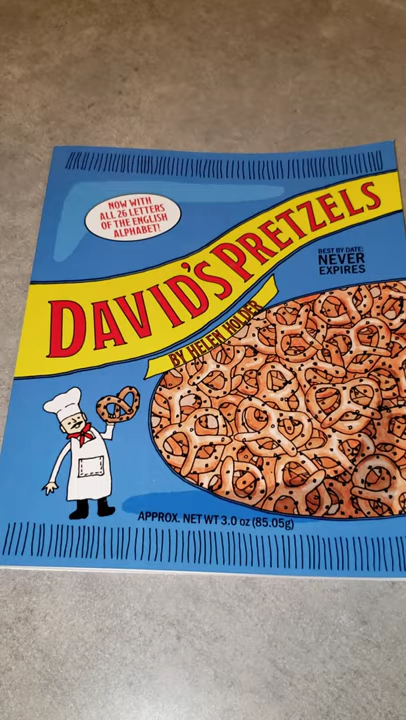 NOW WITH
ALL 26 LETTERS
OF THE ENGLISH
ALPHABET!
DAVID'S PRETZELS
BEST BY DATE:
NEVER
EXPIRES
BY HELEN HOLDER
APPROX. NET WT 3.0 oz (85.05g)